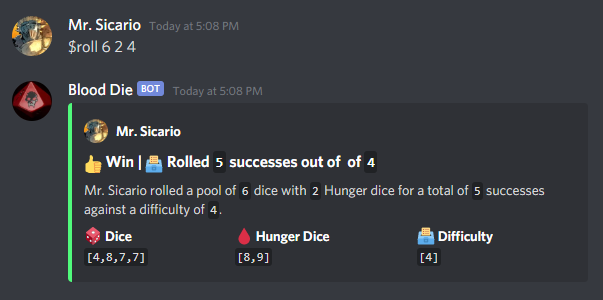 Mr. Sicario Today at 5:08 PM
$roll 6 2 4
Blood Die BOT Today at 5:08 PM
Mr. Sicario
Win | Rolled 5 successes out of of 4
Mr. Sicario rolled a pool of 6 dice with 2 Hunger dice for a total of 5 successes
against a difficulty of 4.
Dice Hunger Dice Difficulty
[4,8,7,7] [8,9] [4]